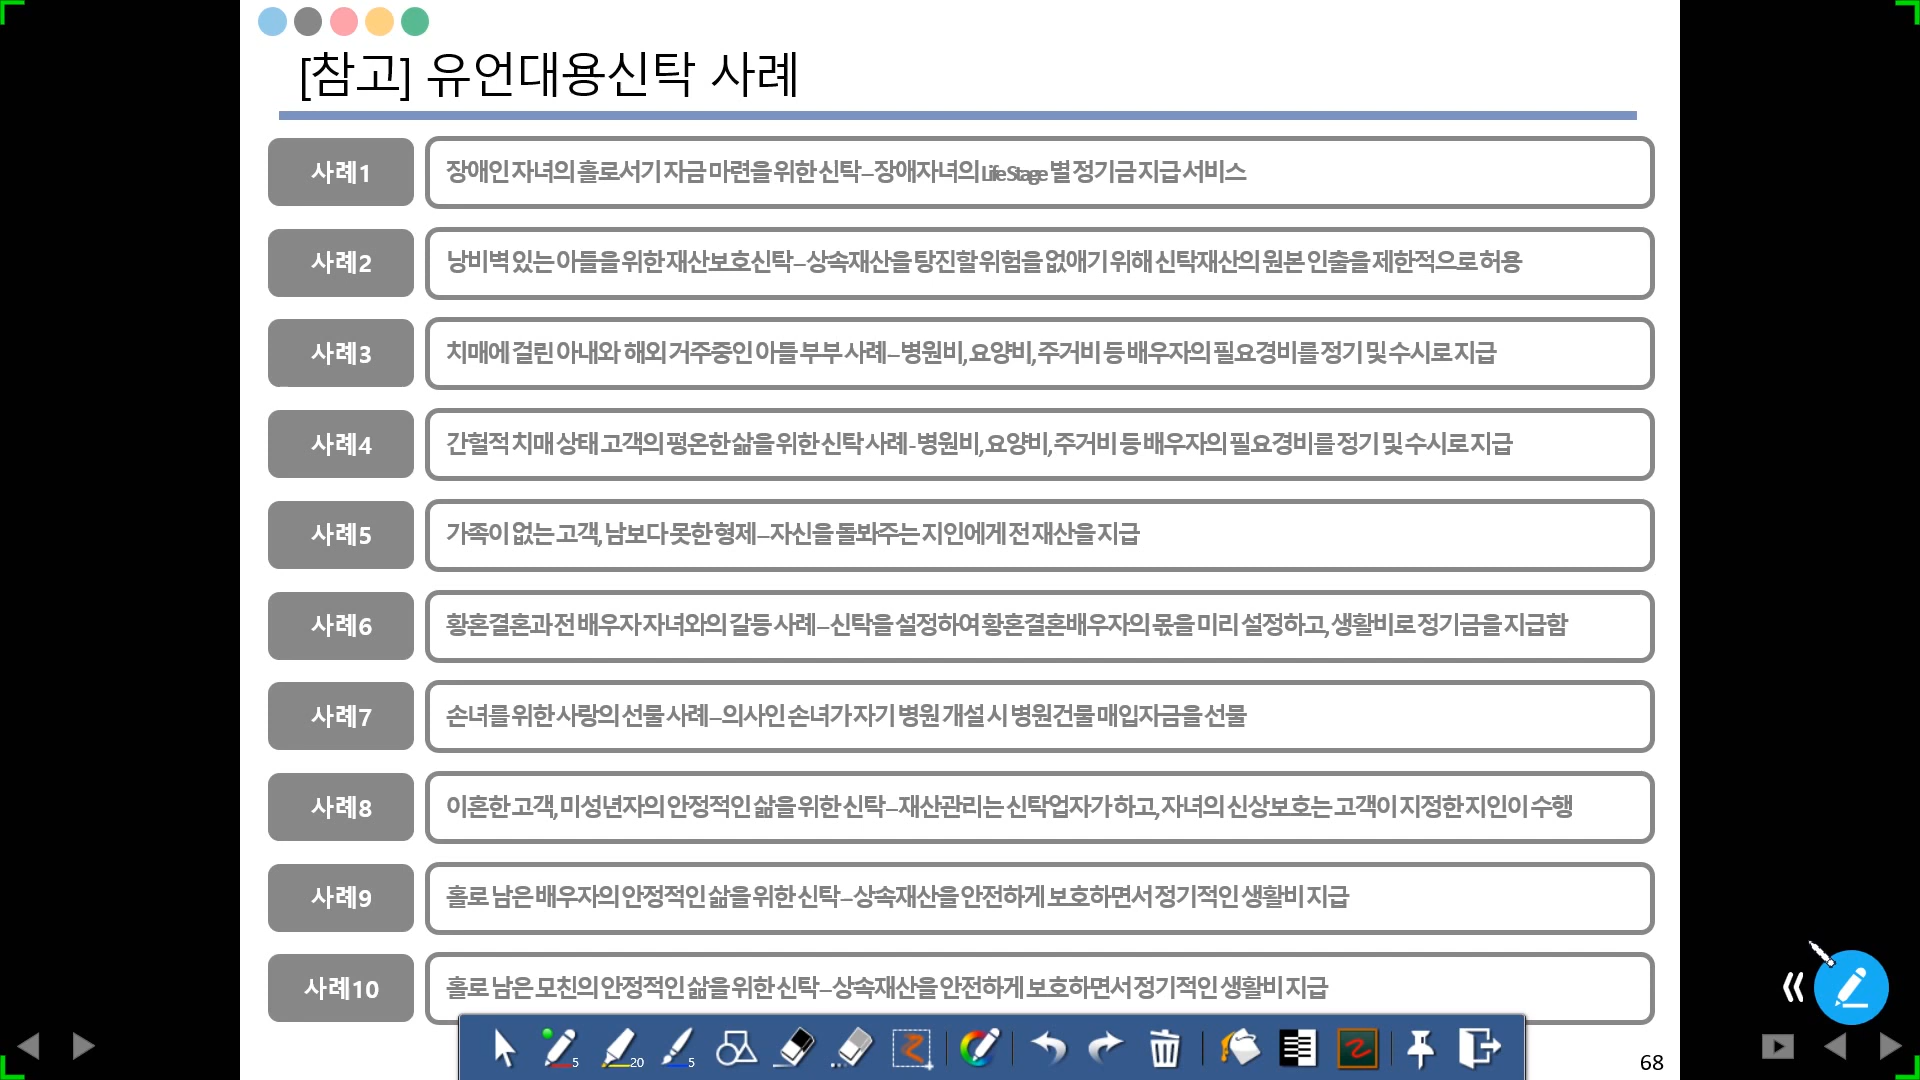 [참고] 유언대용신탁 사례
사례1
장애인 자녀의 홀로서기 자금 마련을 위한 신탁 – 장애자녀의 Life Stage 별 정기금 지급 서비스
사례2
낭비벽 있는 아들을 위한 재산보호신탁 – 상속재산을 탕진할 위험을 없애기 위해 신탁재산의 원본 인출을 제한적으로 허용
사례3
치매에 걸린 아내와 해외 거주중인 아들 부부 사례 – 병원비, 요양비, 주거비 등 배우자의 필요경비를 정기 및 수시로 지급
사례4
간헐적 치매 상태 고객의 평온한 삶을 위한 신탁 사례 - 병원비, 요양비, 주거비 등 배우자의 필요경비를 정기 및 수시로 지급
사례5
가족이 없는 고객, 남보다 못한 형제 – 자신을 돌봐주는 지인에게 전 재산을 지급
사례6
황혼결혼과 전 배우자 자녀와의 갈등 사례 – 신탁을 설정하여 황혼결혼배우자의 몫을 미리 설정하고, 생활비로 정기금을 지급함
사례7
손녀를 위한 사랑의 선물 사례 – 의사인 손녀가 자기 병원 개설 시 병원건물 매입자금을 선물
사례8
이혼한 고객, 미성년자의 안정적인 삶을 위한 신탁 – 재산관리는 신탁업자가 하고, 자녀의 신상보호는 고객이 지정한 지인이 수행
사례9
홀로 남은 배우자의 안정적인 삶을 위한 신탁 – 상속재산을 안전하게 보호하면서 정기적인 생활비 지급
사례10
홀로 남은 모친의 안정적인 삶을 위한 신탁 – 상속재산을 안전하게 보호하면서 정기적인 생활비 지급
5
20
5
68